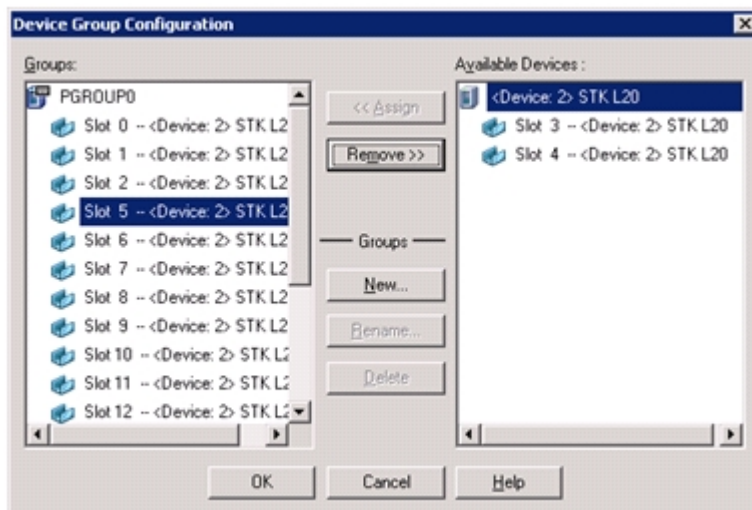 Device Group Configuration
Groups:
PGROUP0
Slot 0 -- <Device: 2> STK L2
Slot 1 -- <Device: 2> STK L2
Slot 2 -- <Device: 2> STK L2
Slot 5 -- <Device: 2> STK L2
Slot 6 -- <Device: 2> STK L2
Slot 7 -- <Device: 2> STK L2
Slot 8 -- <Device: 2> STK L2
Slot 9 -- <Device: 2> STK L2
Slot 10 -- <Device: 2> STK L2
Slot 11 -- <Device: 2> STK L2
Slot 12 -- <Device: 2> STK L2
<< Assign
Remove >>
Groups
New...
Rename...
Delete
Available Devices :
<Device: 2> STK L20
Slot 3 -- <Device: 2> STK L20
Slot 4 -- <Device: 2> STK L20
OK
Cancel
Help